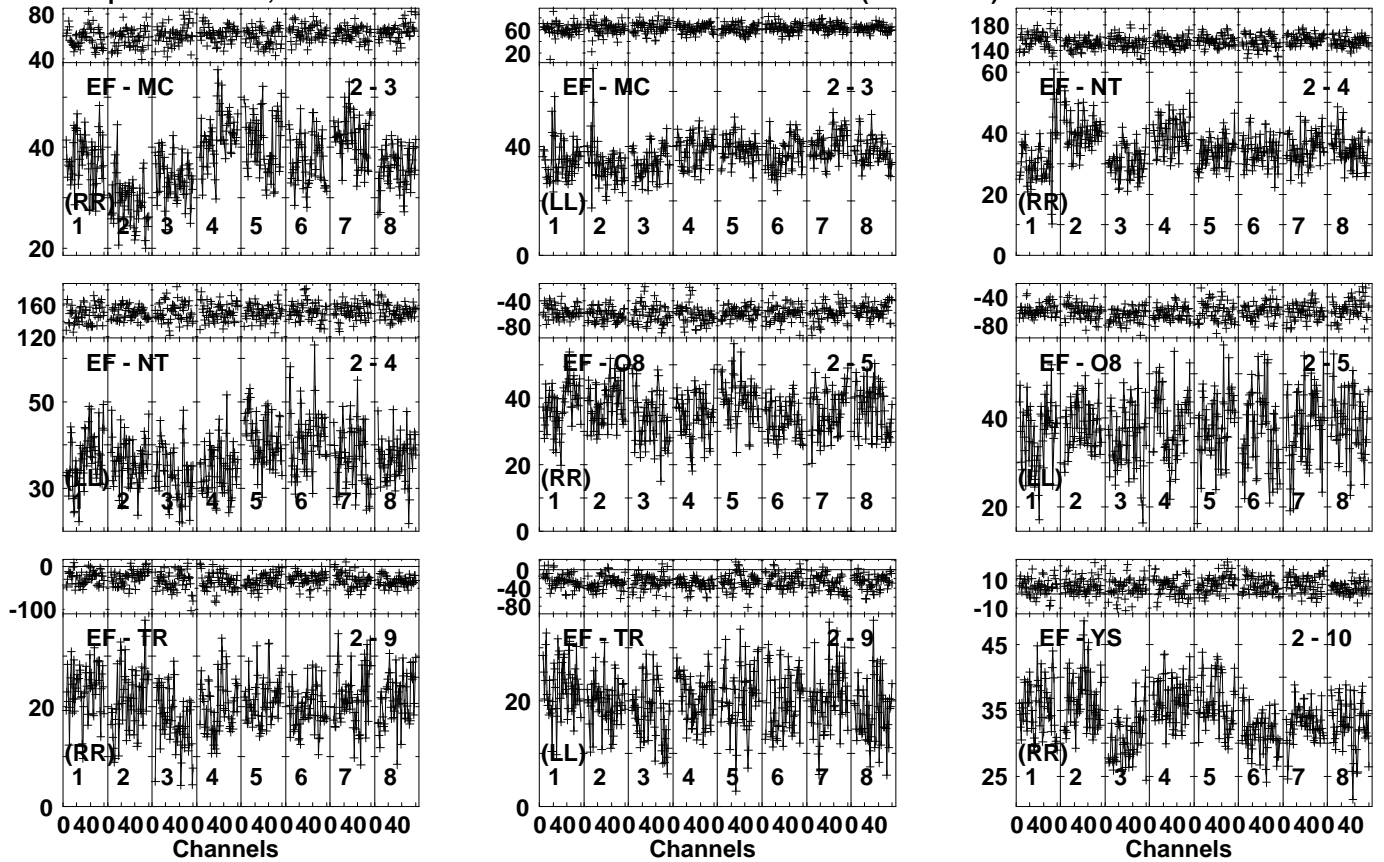 80 60 180
40 20 140
EF - MC 2 - 3 EF - MC 2 - 3 60 EF - NT 2 - 4
40 40 40
20
(RR) (LL) (RR)
1 2 3 4 5 6 7 8 1 2 3 4 5 6 7 8 1 2 3 4 5 6 7 8
20 0 0
160 -40 -40
120 -80 -80
EF - NT 2 - 4 EF - O8 2 - 5 EF - O8 2 - 5
50 40 40
30 20
(LL) (RR) (LL)
1 2 3 4 5 6 7 8 1 2 3 4 5 6 7 8 20 1 2 3 4 5 6 7 8
0
0 0 10
-100 -40 -10
-80
EF - TR 2 - 9 EF - TR 2 - 9 45 EF - YS 2 - 10
20 20 35
(RR) (LL) (RR)
1 2 3 4 5 6 7 8 1 2 3 4 5 6 7 8 25 1 2 3 4 5 6 7 8
0 0
0 40 0 40 0 40 0 40 0 40 0 40 0 40 0 40 0 40 0 40 0 40 0 40 0 40 0 40 0 40 0 40 0 40 0 40 0 40 0 40 0 40 0 40 0 40 0 40
Channels Channels Channels